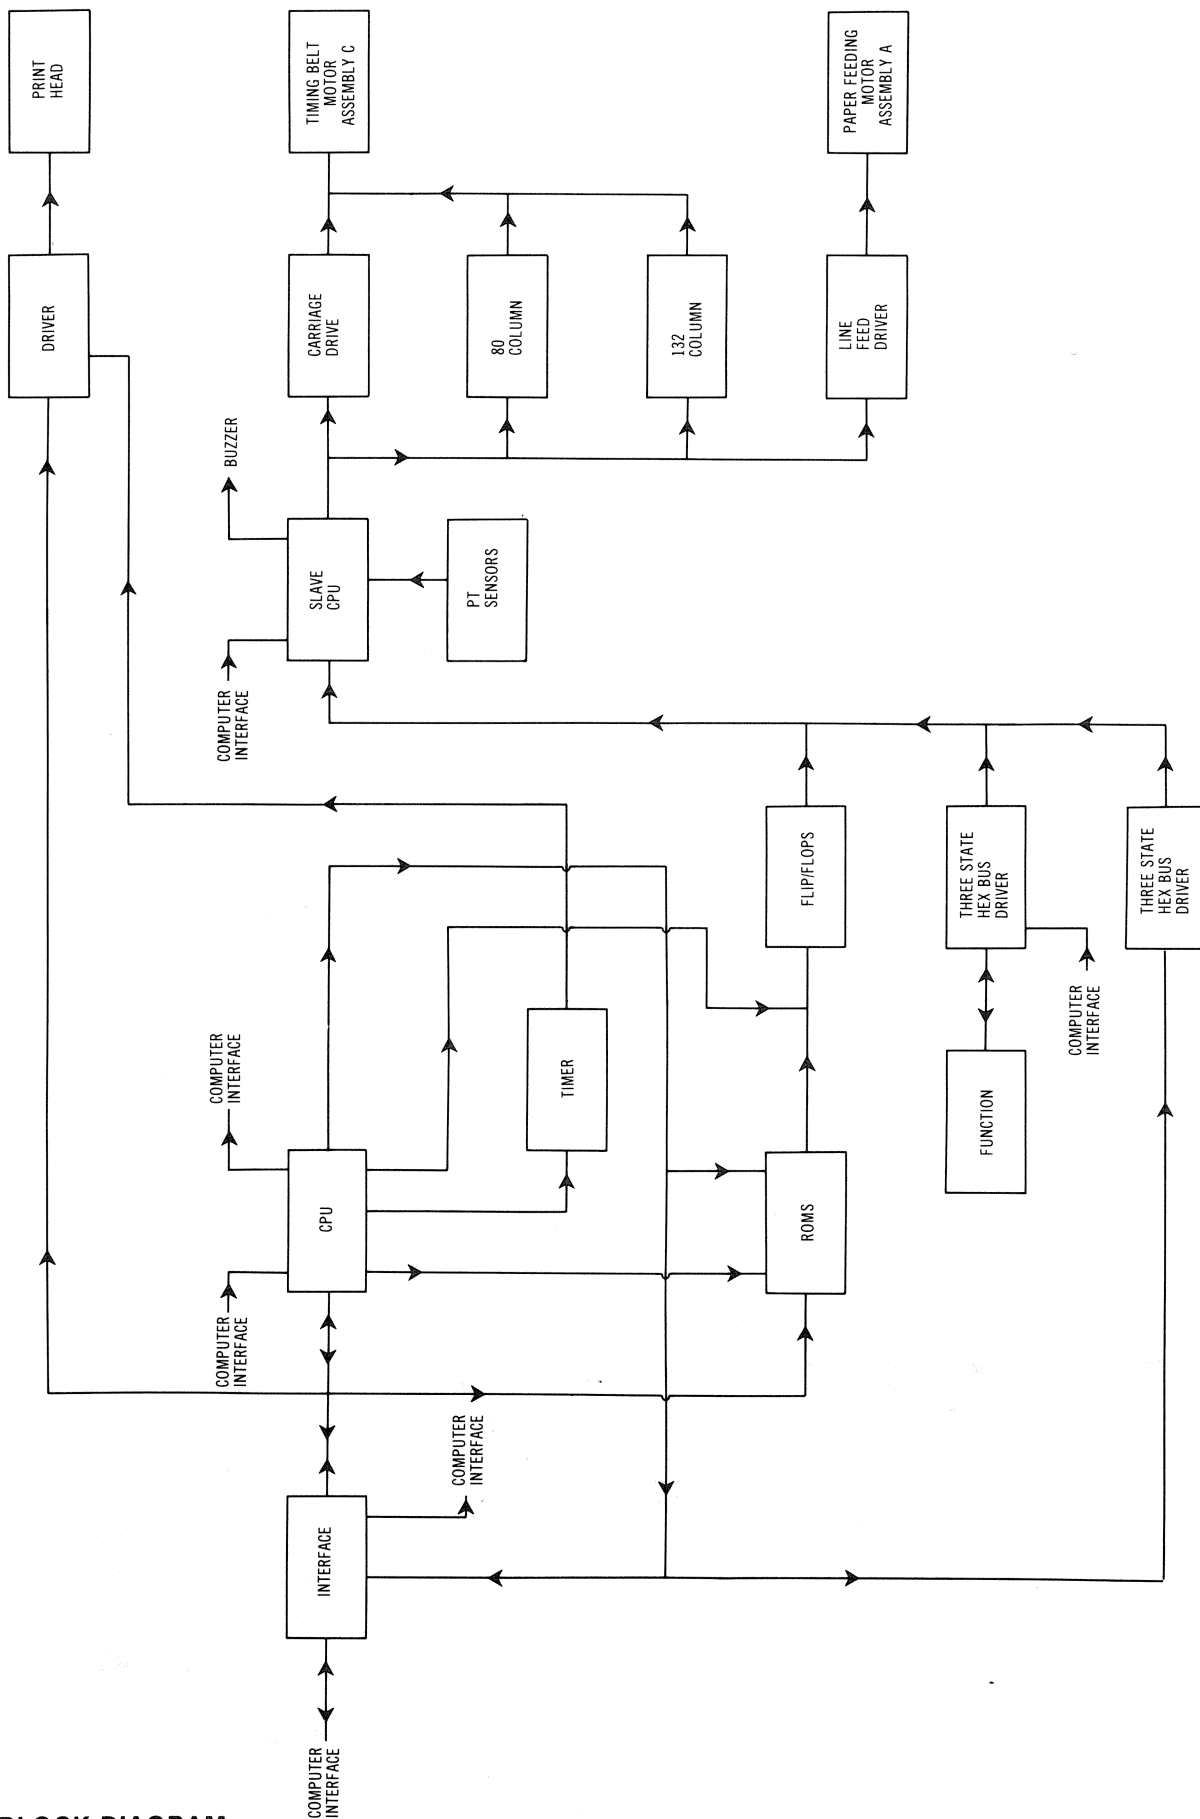 PRINT
HEAD
TIMING BELT
MOTOR
ASSEMBLY C
PAPER FEEDING
MOTOR
ASSEMBLY A
DRIVER
CARRIAGE
DRIVE
80
COLUMN
132
COLUMN
LINE
FEED
DRIVER
BUZZER
SLAVE
CPU
PT
SENSORS
COMPUTER
INTERFACE
FLIP/FLOPS
THREE STATE
HEX BUS
DRIVER
THREE STATE
HEX BUS
DRIVER
COMPUTER
INTERFACE
COMPUTER
INTERFACE
TIMER
FUNCTION
CPU
ROMS
COMPUTER
INTERFACE
COMPUTER
INTERFACE
INTERFACE
COMPUTER
INTERFACE
BLOCK DIAGRAM